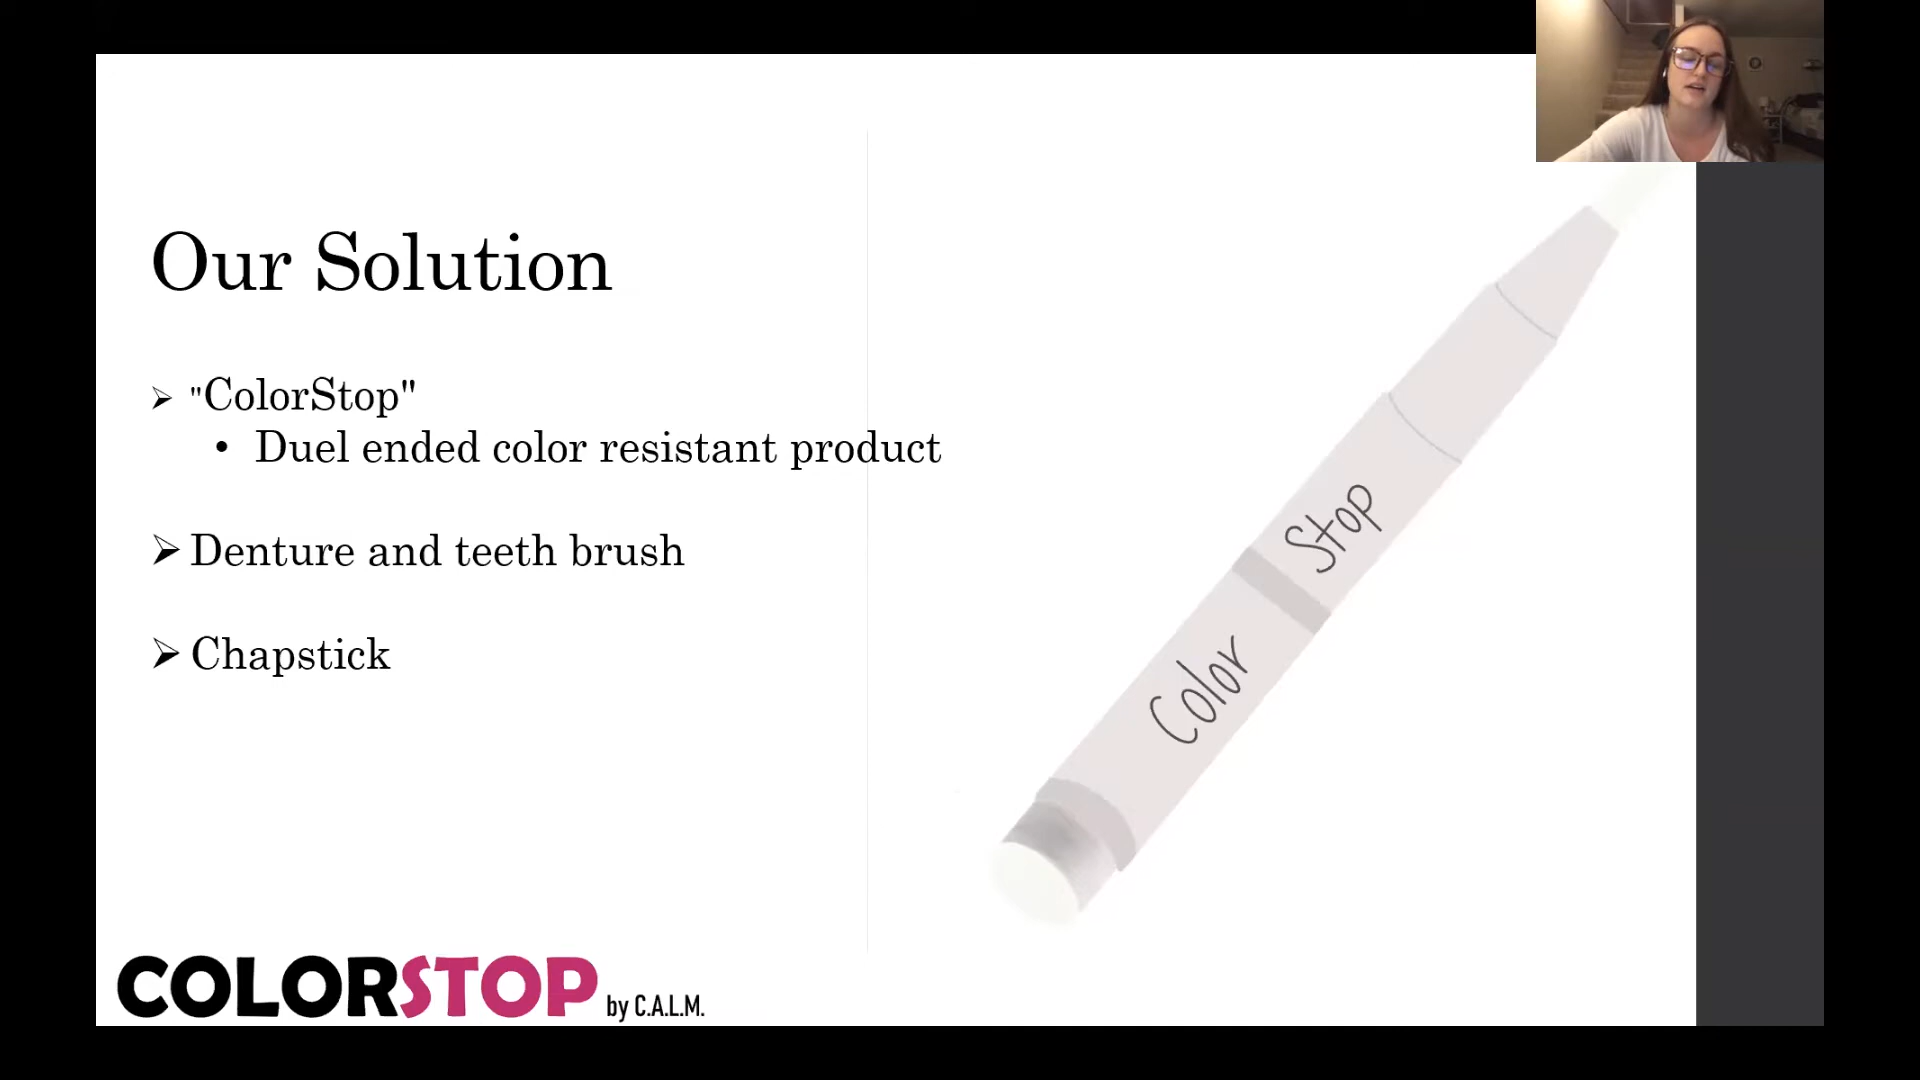 Our Solution
"ColorStop"
Duel ended color resistant product
Denture and teeth brush
Chapstick
Stop
Color
COLORSTOP by C.A.L.M.